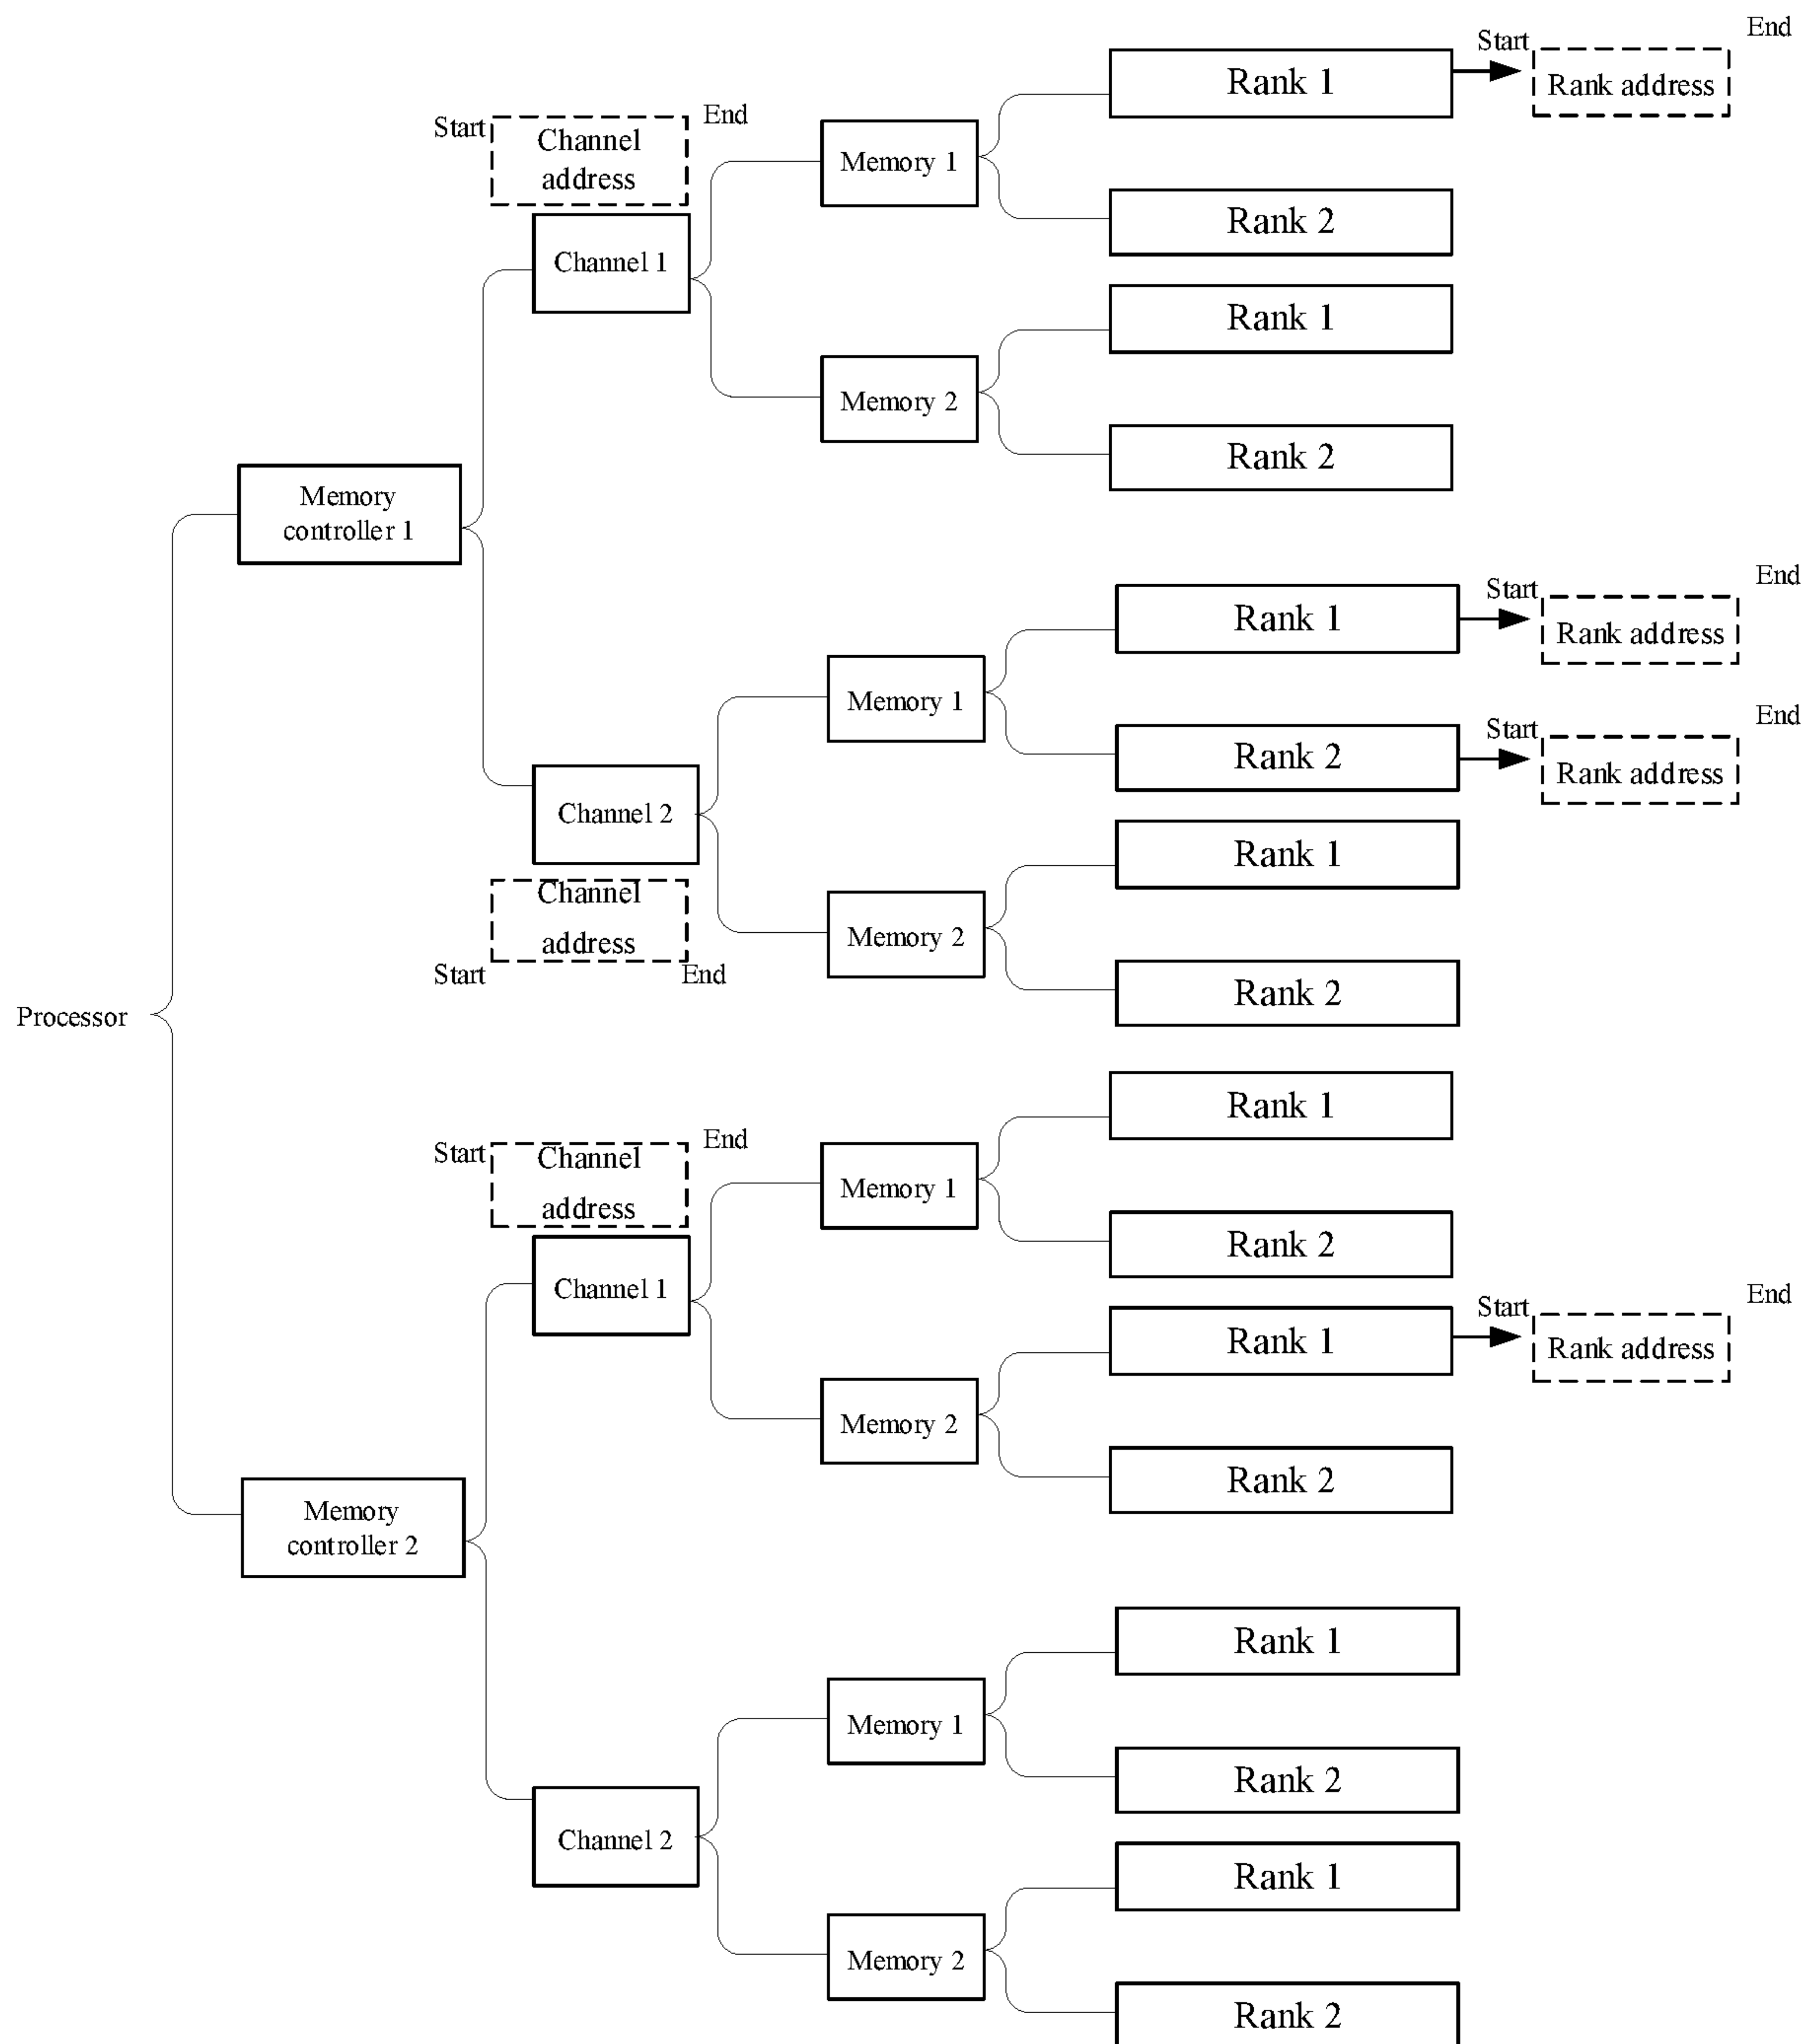 End
Start
Rank 1
Rank address
End
Start
Channel
address
Memory 1
Rank 2
Channel 1
Rank 1
Memory 2
Rank 2
Memory
controller 1
End
Start
Rank 1
Rank address
Memory 1
End
Start
Rank 2
Rank address
Channel 2
Rank 1
Channel
address
Start
End
Memory 2
Rank 2
Processor
Rank 1
End
Start
Channel
address
Memory 1
Rank 2
Channel 1
End
Start
Rank 1
Rank address
Memory 2
Rank 2
Memory
controller 2
Rank 1
Memory 1
Rank 2
Channel 2
Rank 1
Memory 2
Rank 2